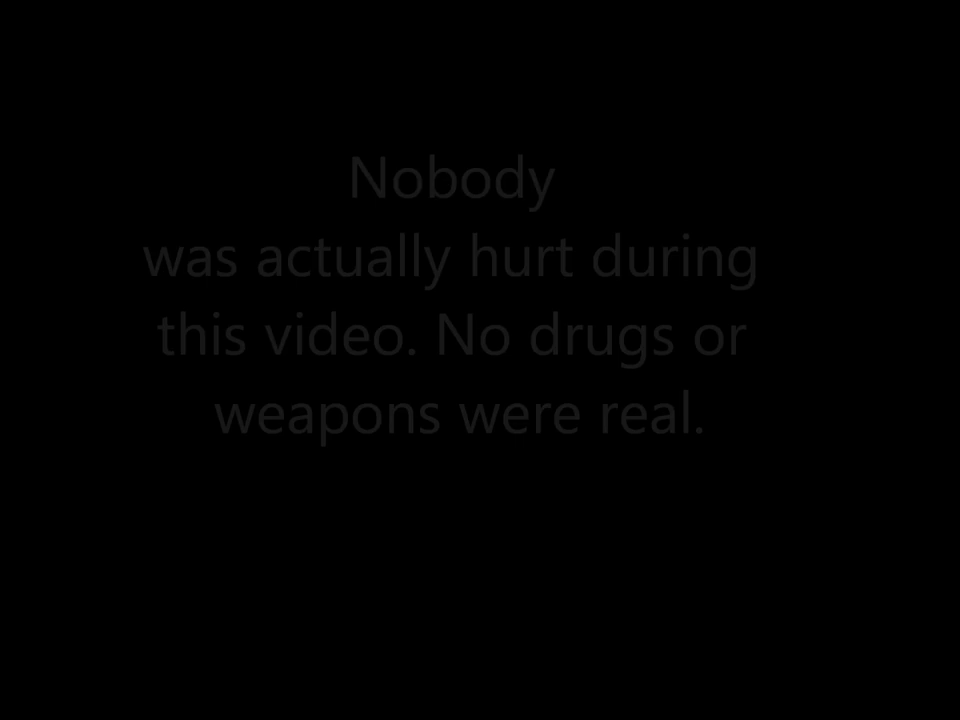 Nobody
was actually hurt during
this video. No drugs or
weapons were real.